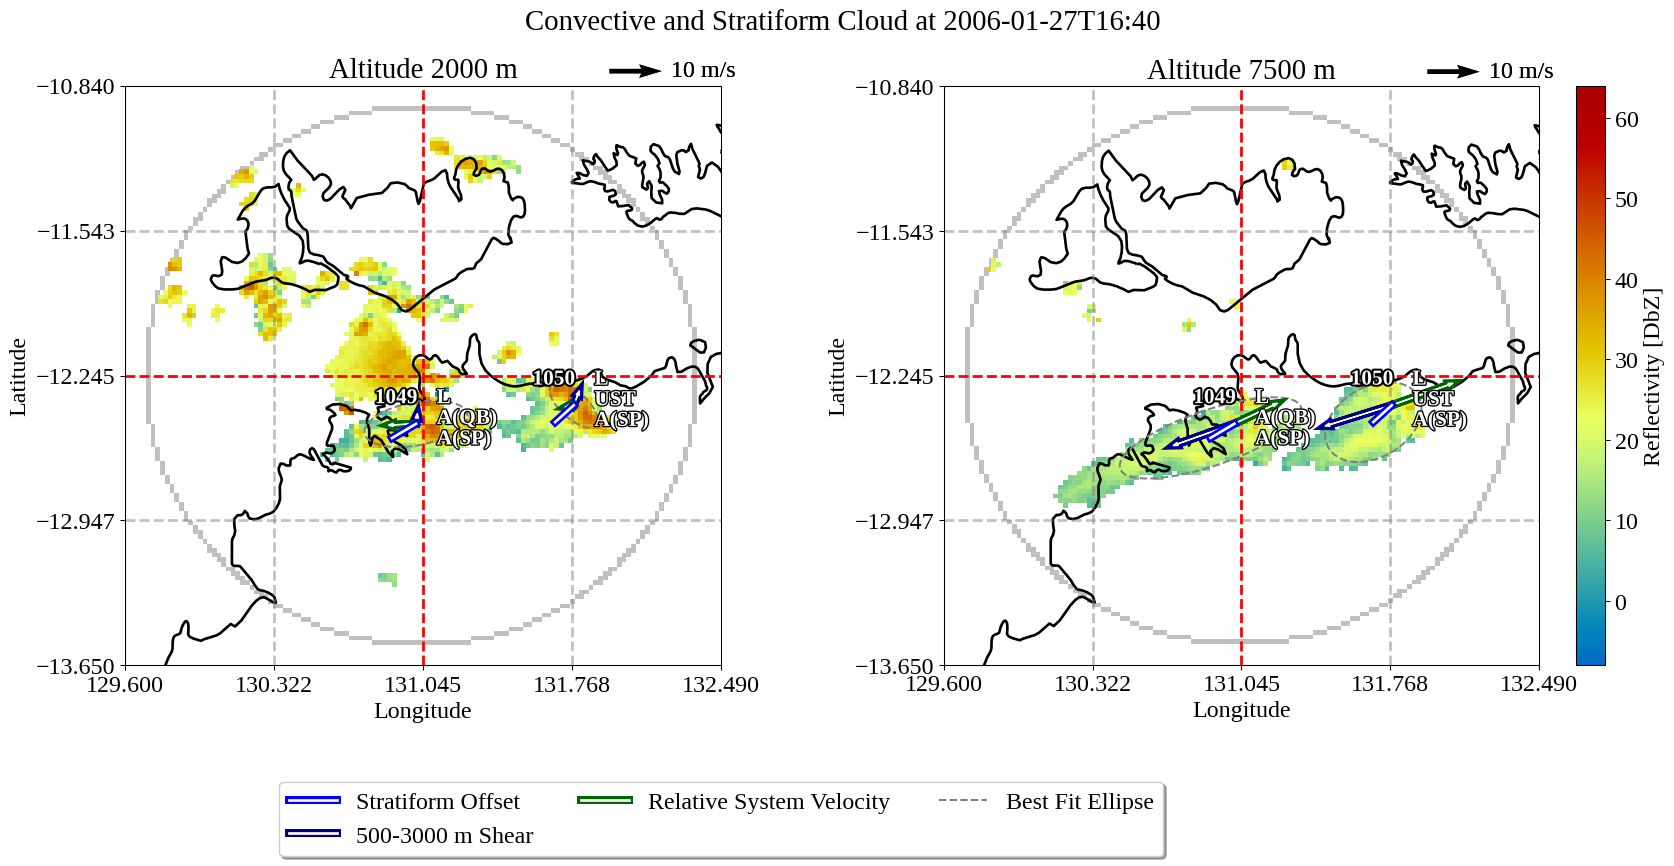 Convective and Stratiform Cloud at 2006-01-27T16:40
Altitude 2000 m
10 m/s
Altitude 7500 m
10 m/s
−10.840
−11.543
−12.245
−12.947
−13.650
129.600
130.322
131.045
131.768
132.490
Latitude
Longitude
1049
L
A(QB)
A(SP)
1050
L
UST
A(SP)
−10.840
−11.543
−12.245
−12.947
−13.650
129.600
130.322
131.045
131.768
132.490
Latitude
Longitude
1049
L
A(QB)
A(SP)
1050
L
UST
A(SP)
60
50
40
30
20
10
0
Reflectivity [DbZ]
Stratiform Offset
500-3000 m Shear
Relative System Velocity
Best Fit Ellipse